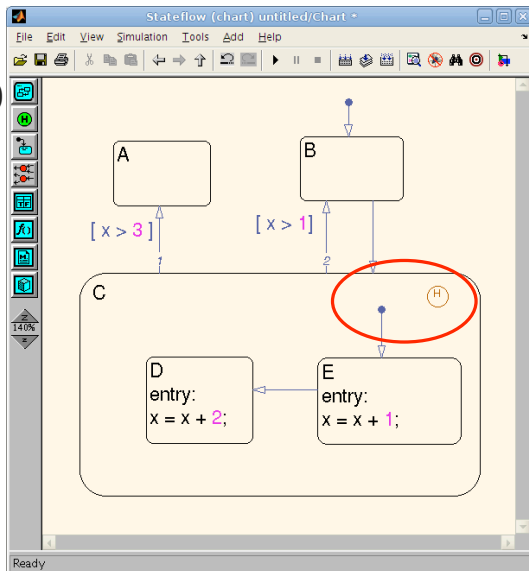 Stateflow (chart) untitled/Chart *
File Edit View Simulation Tools Add Help
A
B
[ x > 3 ]
[ x > 1]
1
2
C
H
D
entry:
x = x + 2;
E
entry:
x = x + 1;
H
f()
Z
140%
z
Ready